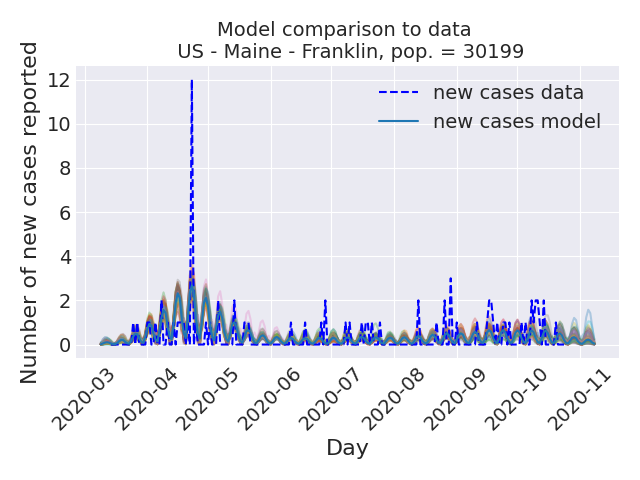 Model comparison to data
US - Maine - Franklin, pop. = 30199
Number of new cases reported
12
10
8
6
4
2
0
new cases data
new cases model
2020-03
2020-04
2020-05
2020-06
2020-07
2020-08
2020-09
2020-10
2020-11
Day